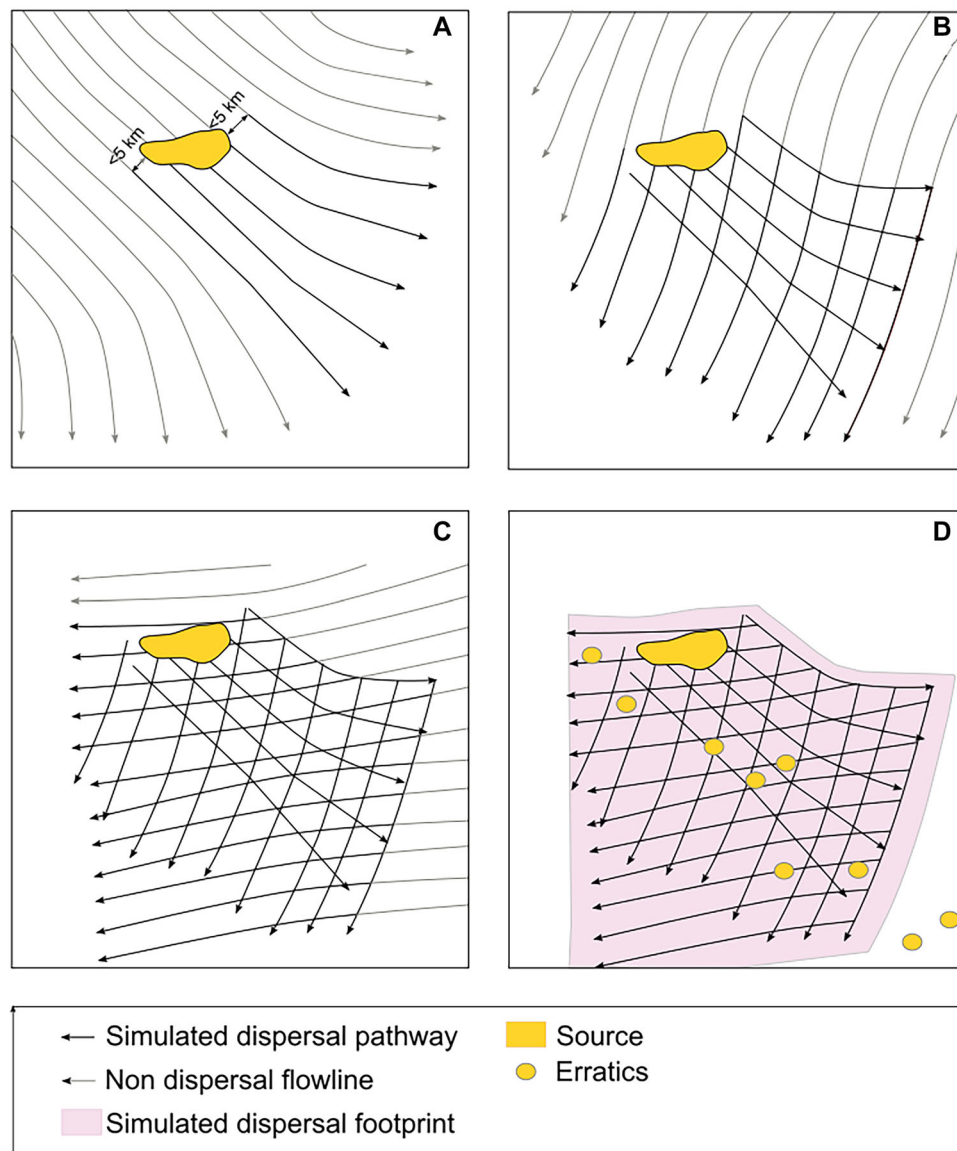 A
B
<5 km
<5 km
C
D
Simulated dispersal pathway
Source
Non dispersal flowline
Erratics
Simulated dispersal footprint